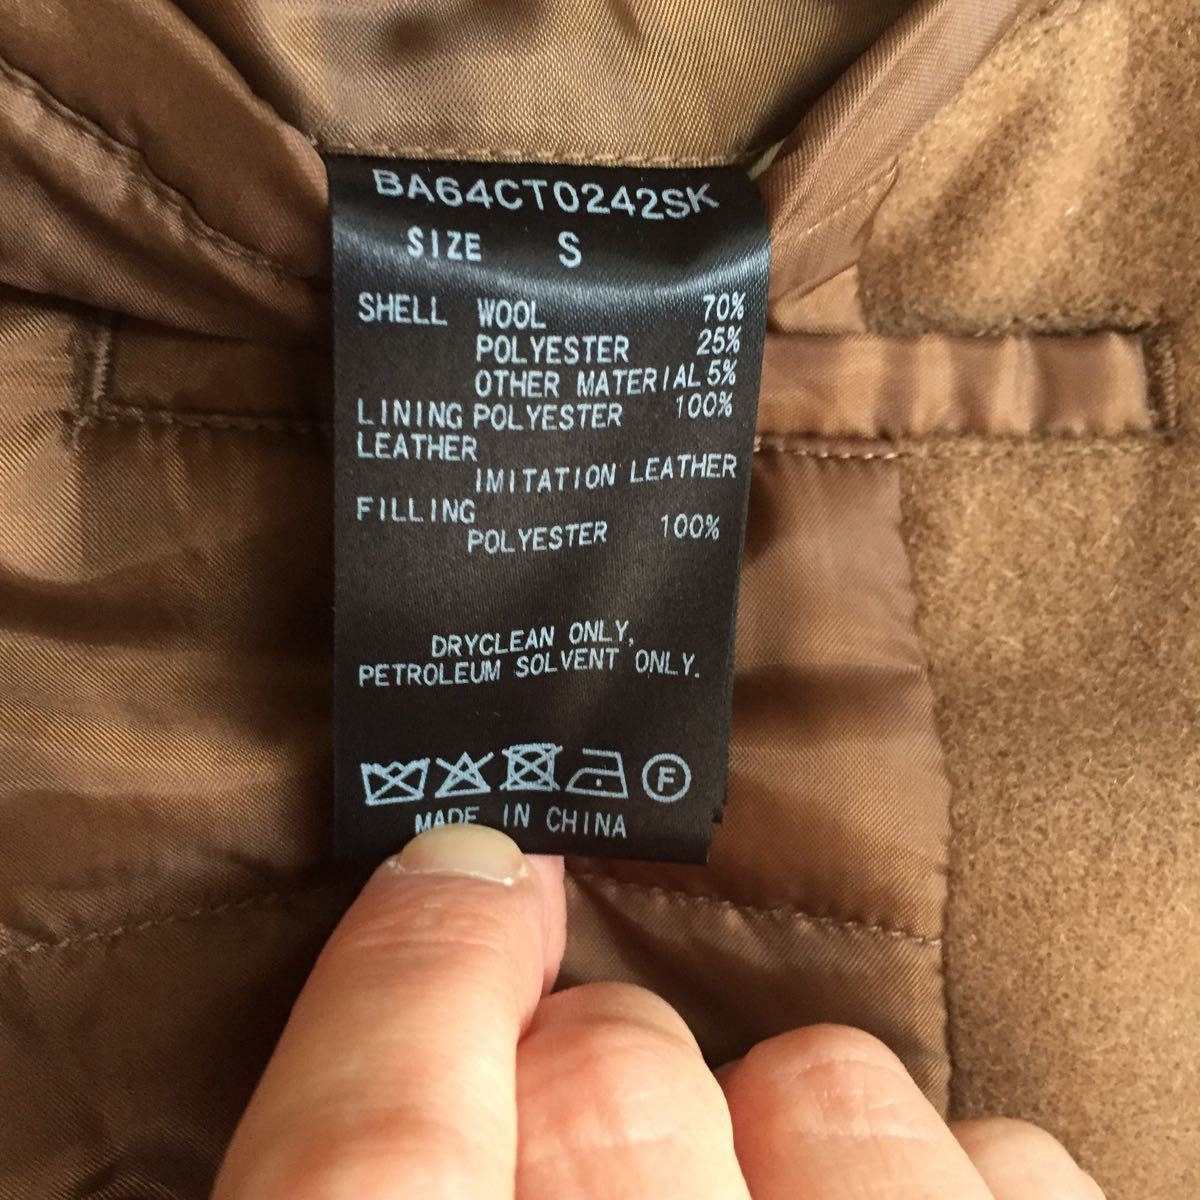 BA64CT0242SK
SIZE S
SHELL WOOL 70%
POLYESTER 25%
OTHER MATERIAL 5%
LINING POLYESTER 100%
LEATHER
IMITATION LEATHER
FILLING
POLYESTER 100%
DRYCLEAN ONLY,
PETROLEUM SOLVENT ONLY.
F
MADE IN CHINA